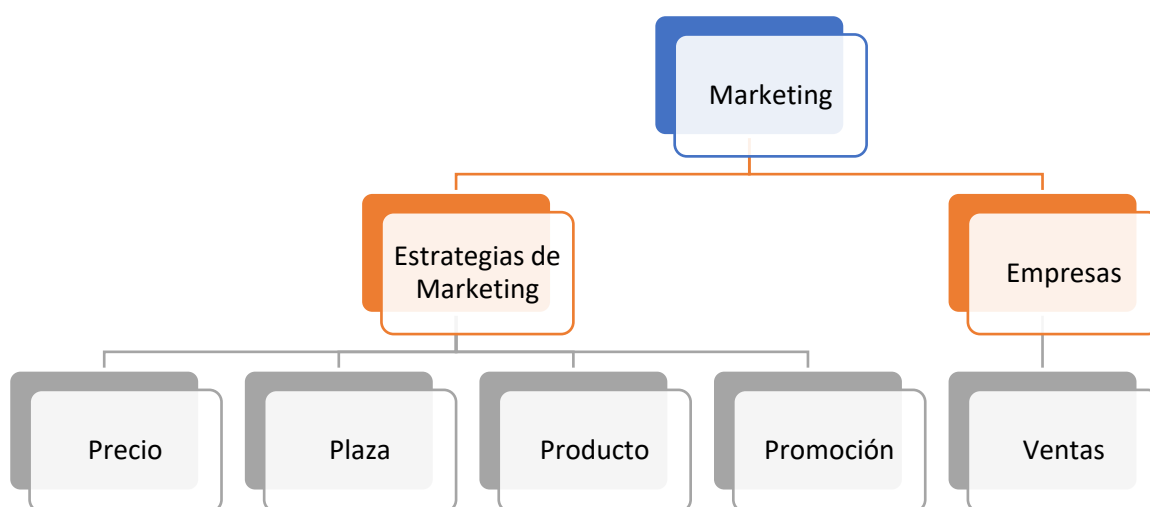 Marketing
Estrategias de
Marketing
Empresas
Precio
Plaza
Producto
Promoción
Ventas